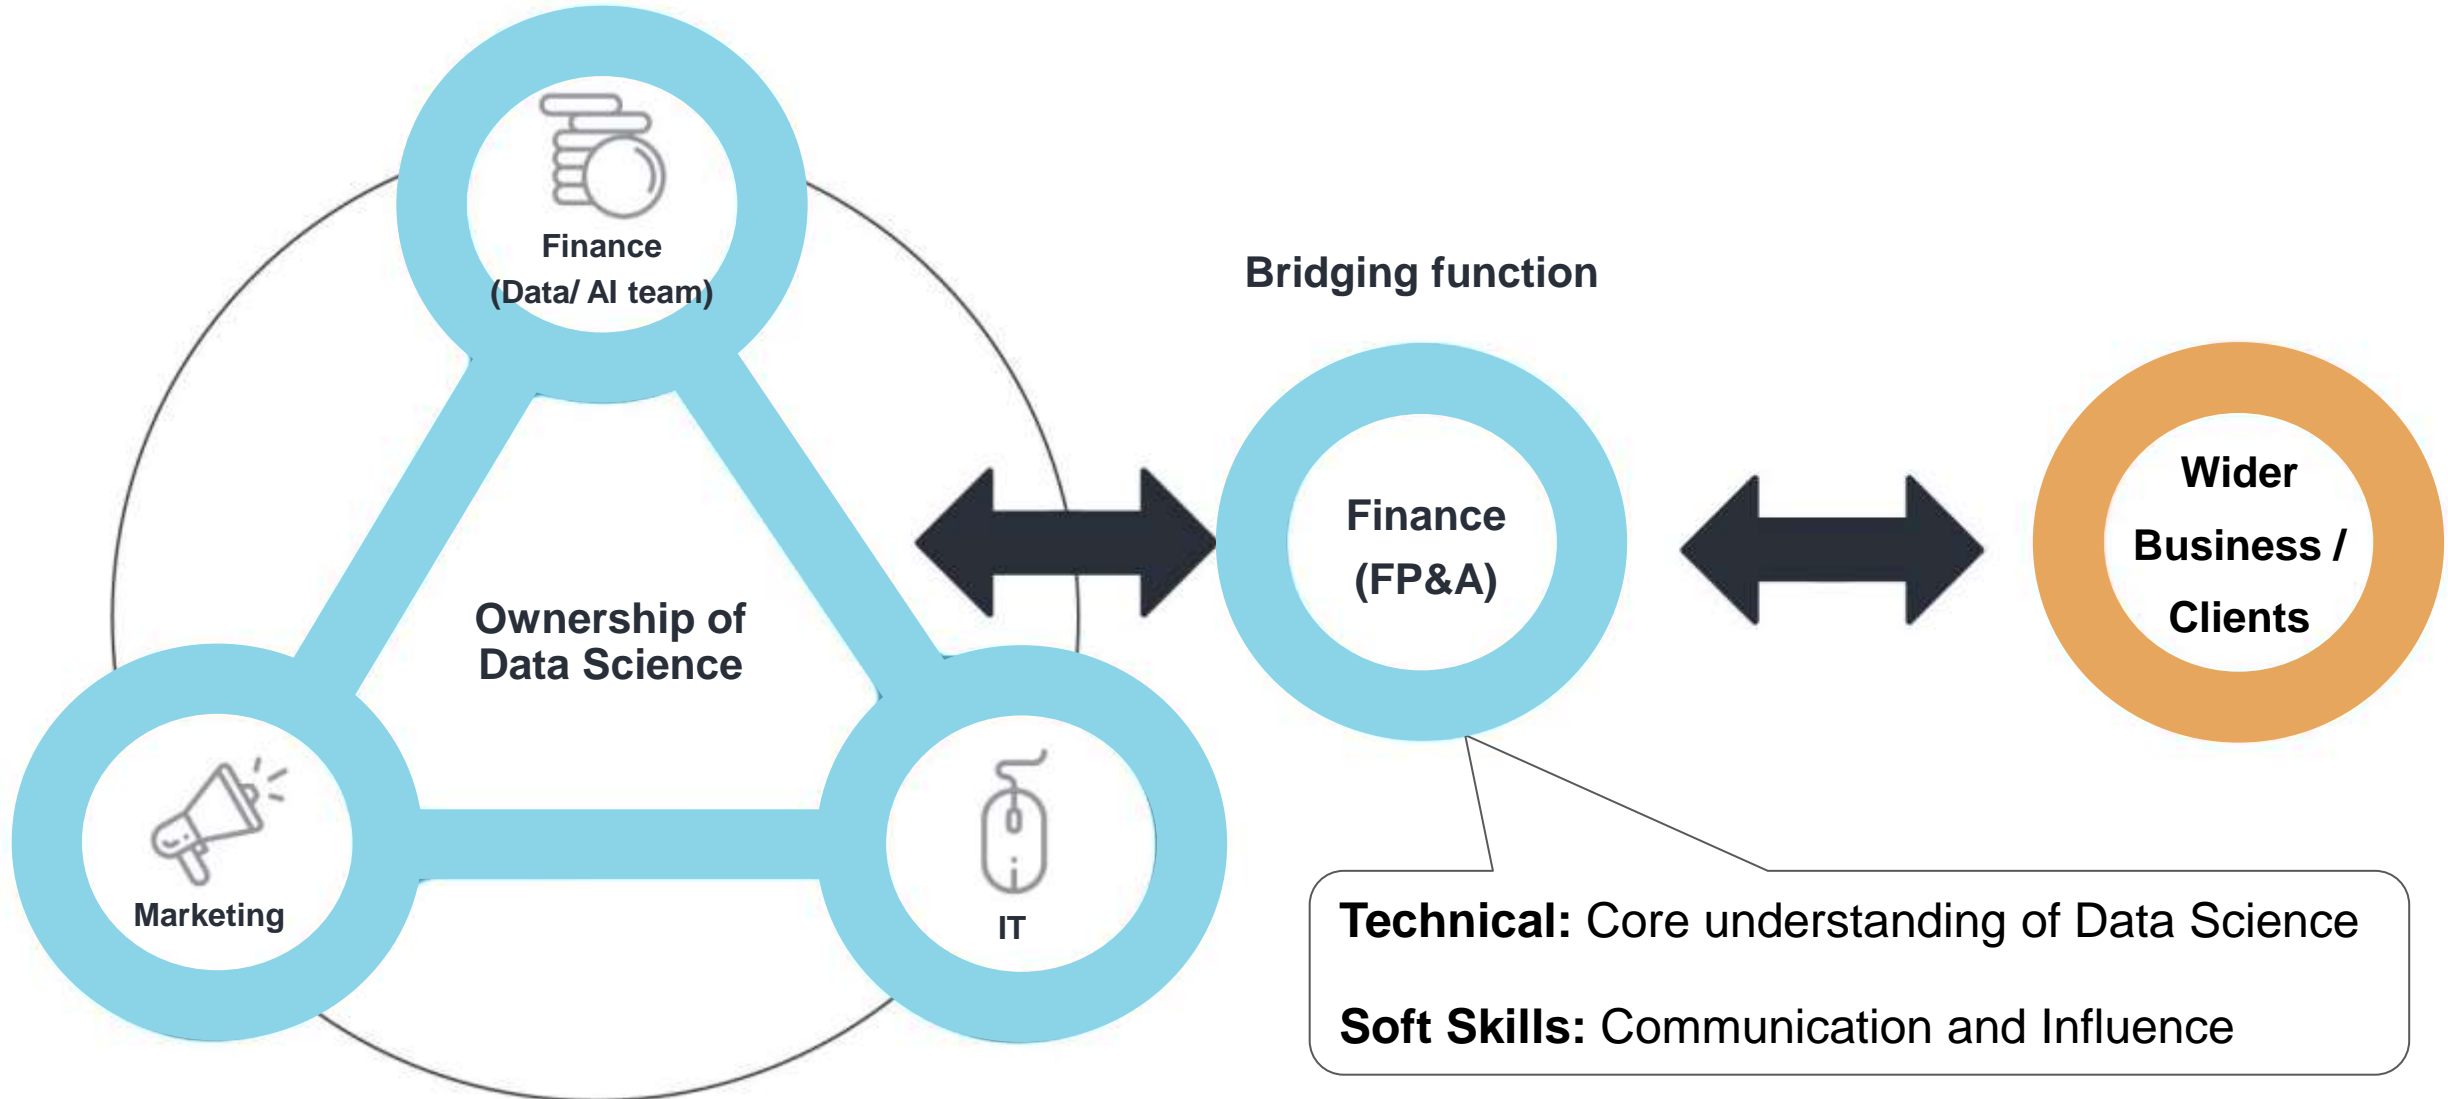 Finance
(Data/ AI team)
Bridging function
Finance
(FP&A)
Wider
Business /
Clients
Ownership of
Data Science
Marketing
IT
Technical: Core understanding of Data Science
Soft Skills: Communication and Influence